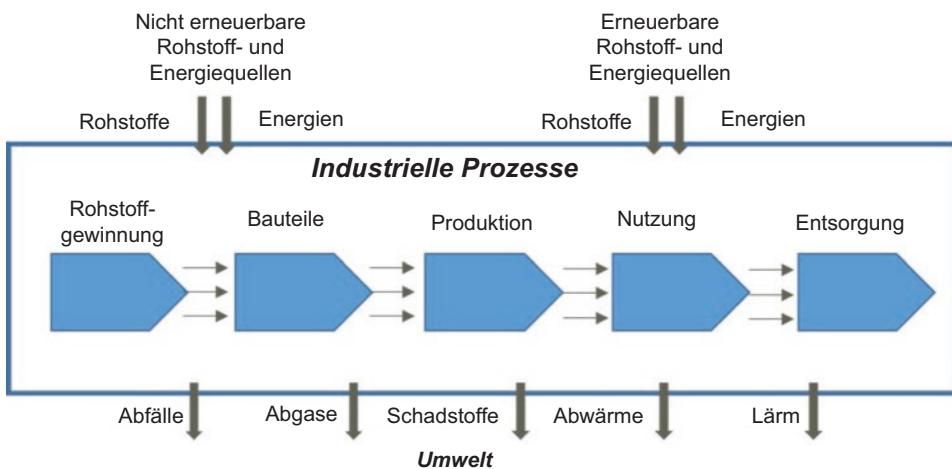 Nicht erneuerbare
Rohstoff- und
Energiequellen
Erneuerbare
Rohstoff- und
Energiequellen
Rohstoffe
Energien
Rohstoffe
Energien
Industrielle Prozesse
Rohstoff-
gewinnung
Bauteile
Produktion
Nutzung
Entsorgung
Abfälle
Abgase
Schadstoffe
Abwärme
Lärm
Umwelt